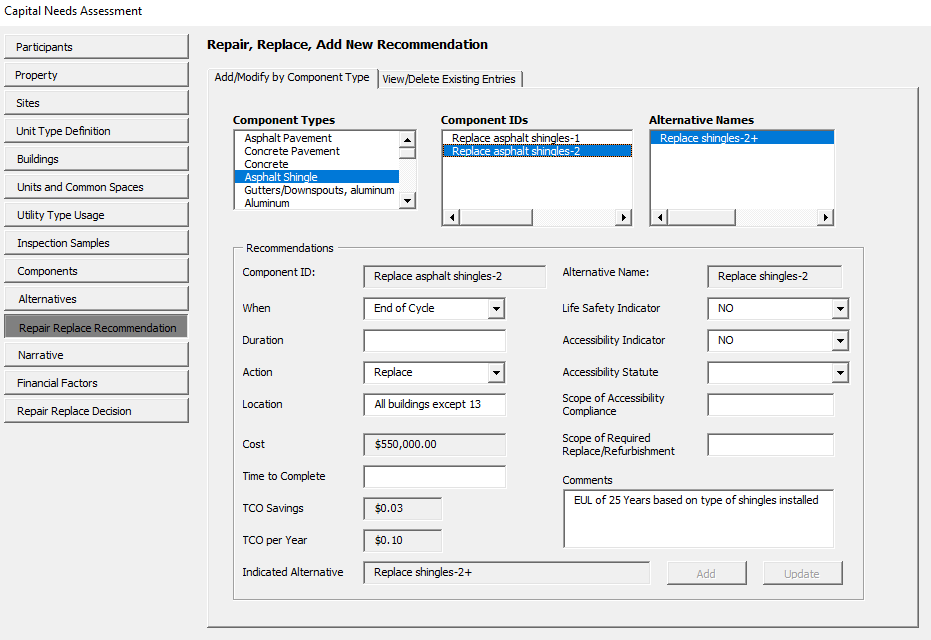 Capital Needs Assessment
Participants
Property
Sites
Unit Type Definition
Buildings
Units and Common Spaces
Utility Type Usage
Inspection Samples
Components
Alternatives
Repair Replace Recommendation
Narrative
Financial Factors
Repair Replace Decision
Repair, Replace, Add New Recommendation
Add/Modify by Component Type
View/Delete Existing Entries
Component Types
Asphalt Pavement
Concrete Pavement
Concrete
Asphalt Shingle
Gutters/Downspouts, aluminum
Aluminum
Component IDs
Replace asphalt shingles-1
Replace asphalt shingles-2
Alternative Names
Replace shingles-2+
Recommendations
Component ID:
Replace asphalt shingles-2
When
End of Cycle
Duration
Action
Replace
Location
All buildings except 13
Cost
$550,000.00
Time to Complete
TCO Savings
$0.03
TCO per Year
$0.10
Indicated Alternative
Replace shingles-2+
Alternative Name:
Replace shingles-2
Life Safety Indicator
NO
Accessibility Indicator
NO
Accessibility Statute
Scope of Accessibility
Compliance
Scope of Required
Replace/Refurbishment
Comments
EUL of 25 Years based on type of shingles installed
Add
Update